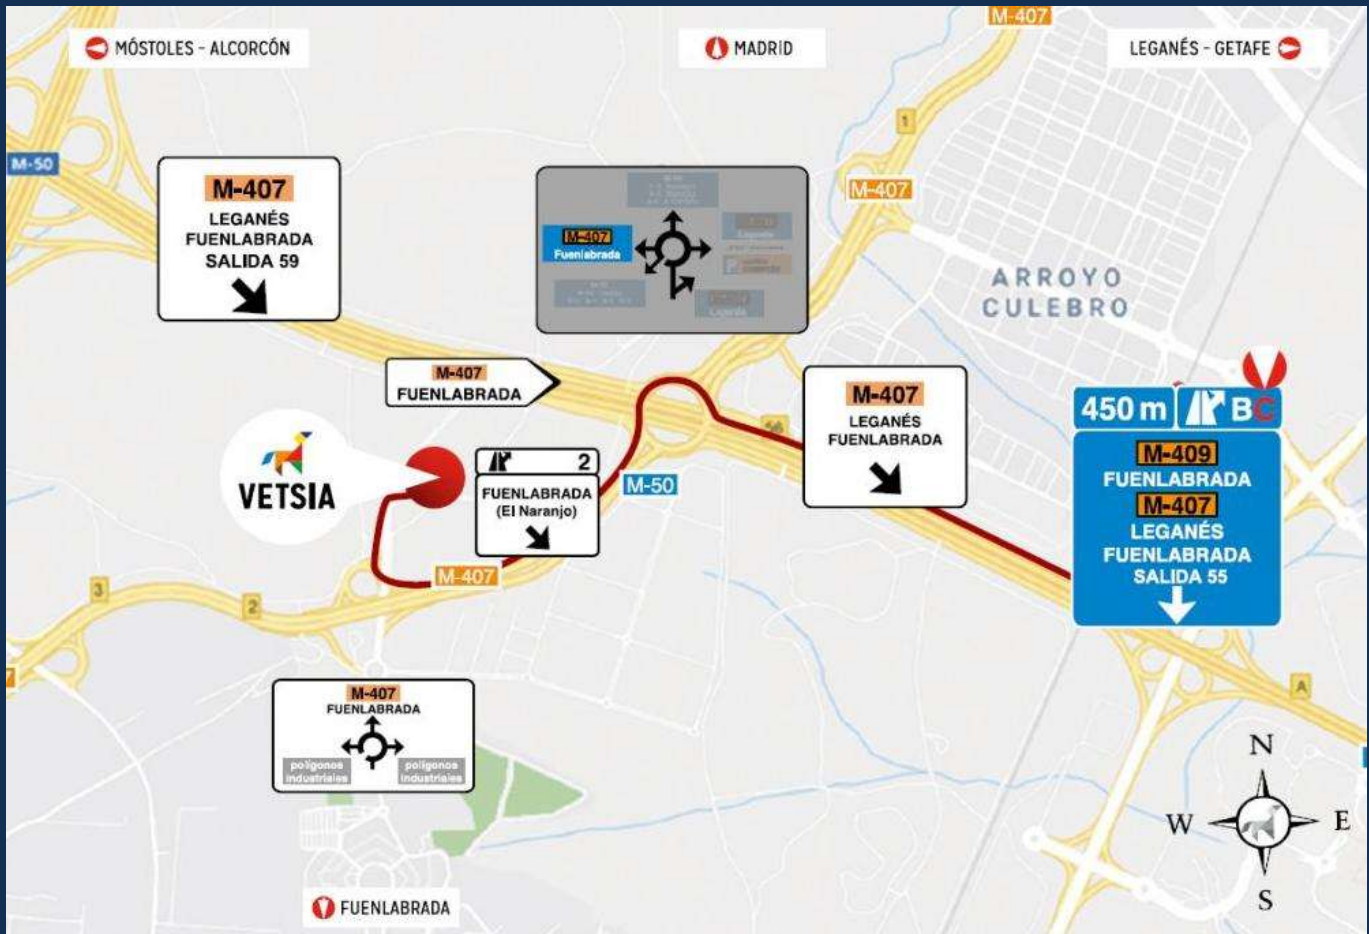 M-407
MÓSTOLES - ALCORCÓN
MADRID
LEGANÉS - GETAFE
1
M-50
M-407
LEGANÉS
FUENLABRADA
SALIDA 59
M-407
Fuenlabrada
M-407
ARROYO
CULEBRO
M-407
FUENLABRADA
M-407
LEGANÉS
FUENLABRADA
450 m
BC
M-409
FUENLABRADA
M-407
LEGANÉS
FUENLABRADA
SALIDA 55
VETSIA
2
FUENLABRADA
(El Naranjo)
M-50
M-407
3
2
A
M-407
FUENLABRADA
polígonos
industriales
polígonos
industriales
FUENLABRADA
N
W
E
S